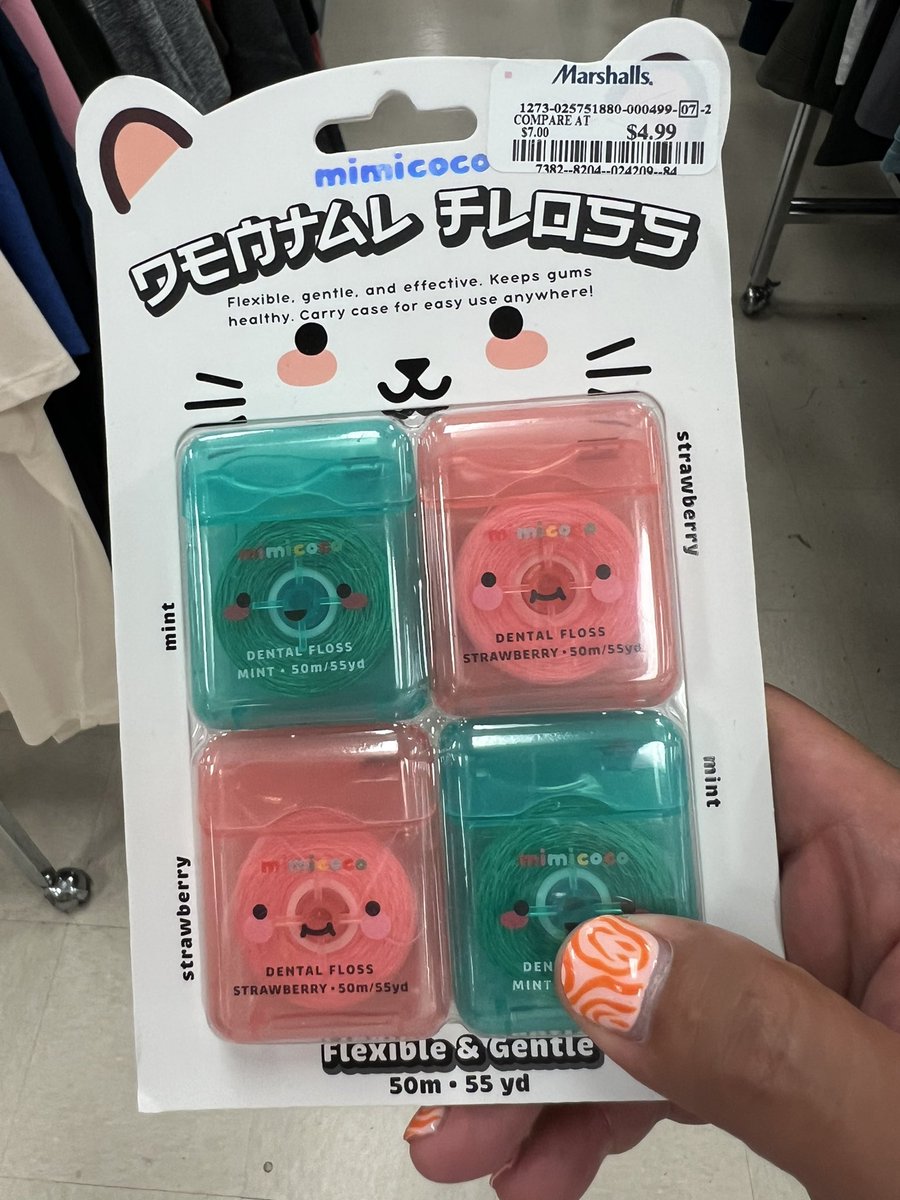 Marshalls.
1273-025751880-000499-07-2
COMPARE AT
$7.00
$4.99
7382--8204--024209--84
mimicoco
DENTAL FLOSS
Flexible, gentle, and effective. Keeps gums
healthy. Carry case for easy use anywhere!
mint
mimicoco
DENTAL FLOSS
MINT • 50m/55yd
strawberry
mimicoco
DENTAL FLOSS
STRAWBERRY • 50m/55yd
strawberry
mimicoco
DENTAL FLOSS
STRAWBERRY • 50m/55yd
mint
mimicoco
DEN
MINT
Flexible & Gentle
50m • 55 yd